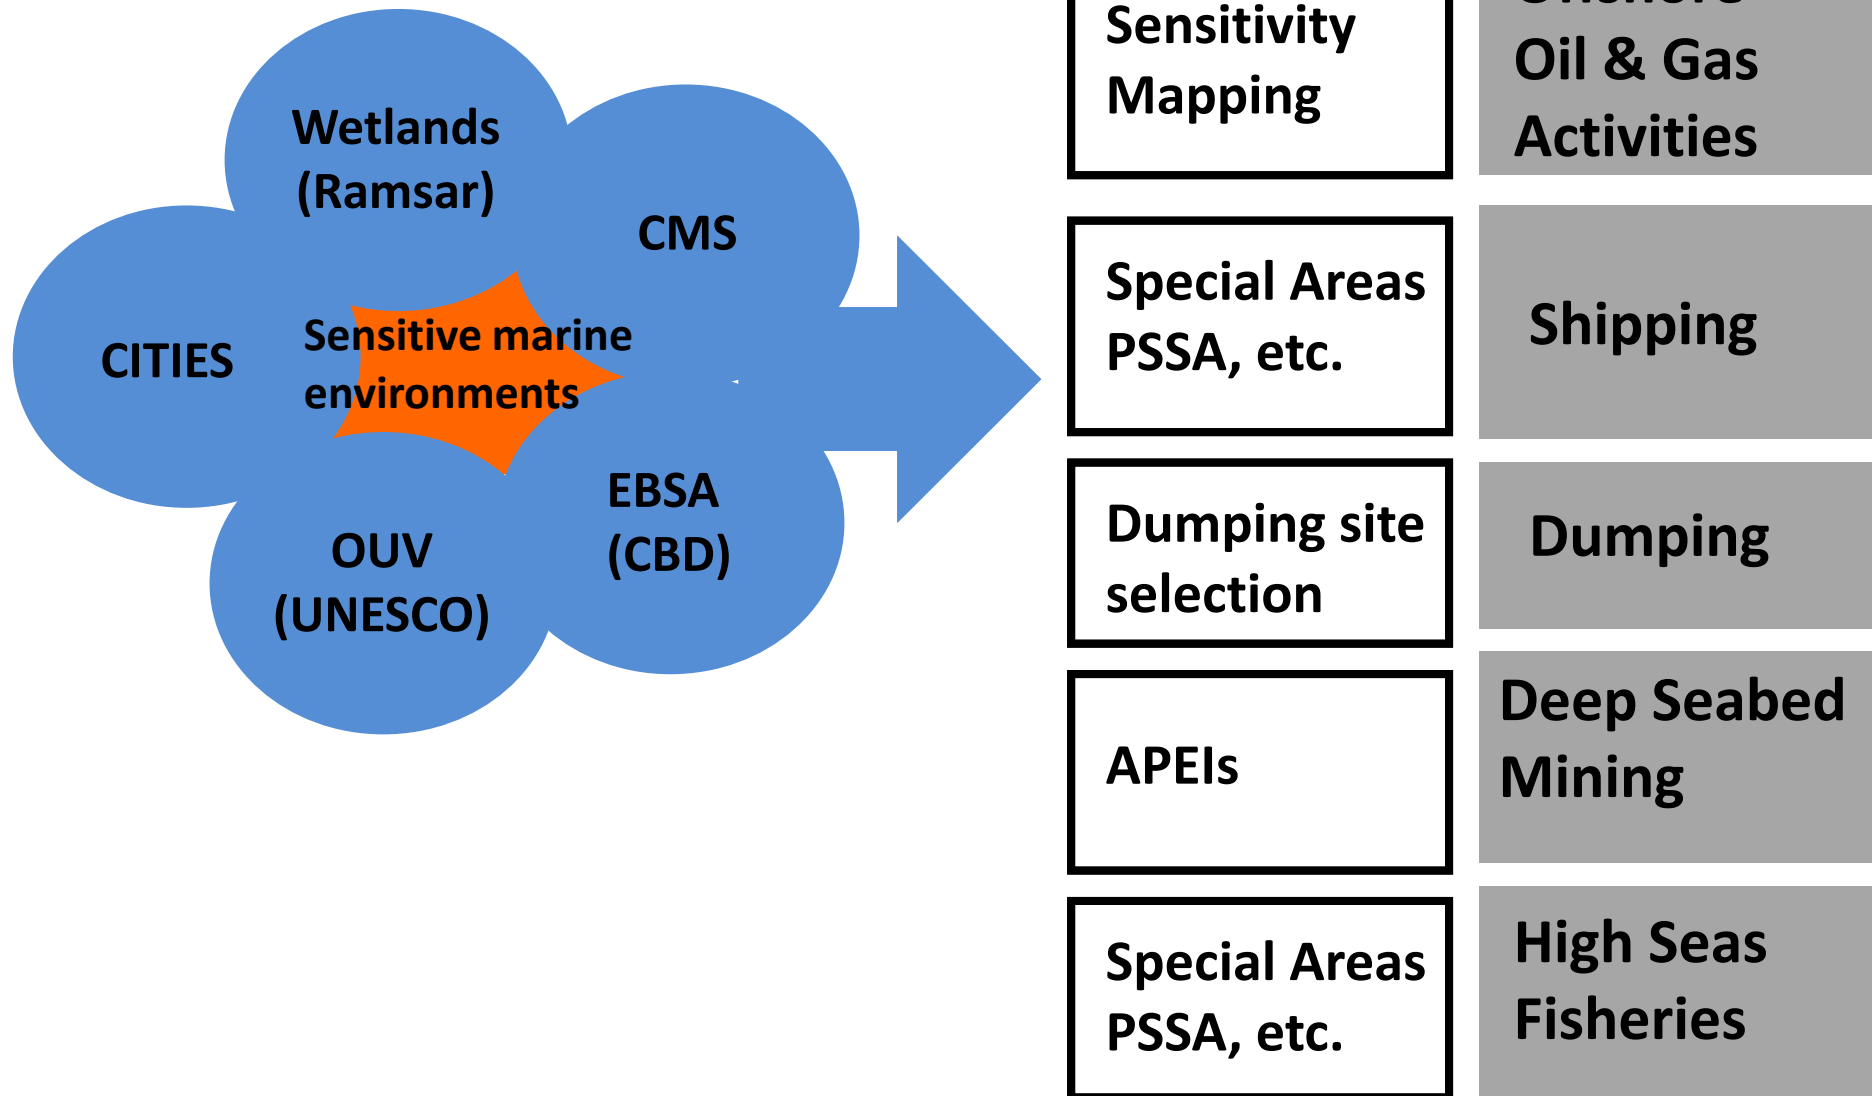 Wetlands
(Ramsar)
CMS
CITIES
Sensitive marine
environments
EBSA
(CBD)
OUV
(UNESCO)
Sensitivity
Mapping
Oil & Gas
Activities
Special Areas
PSSA, etc.
Shipping
Dumping site
selection
Dumping
APEIs
Deep Seabed
Mining
Special Areas
PSSA, etc.
High Seas
Fisheries